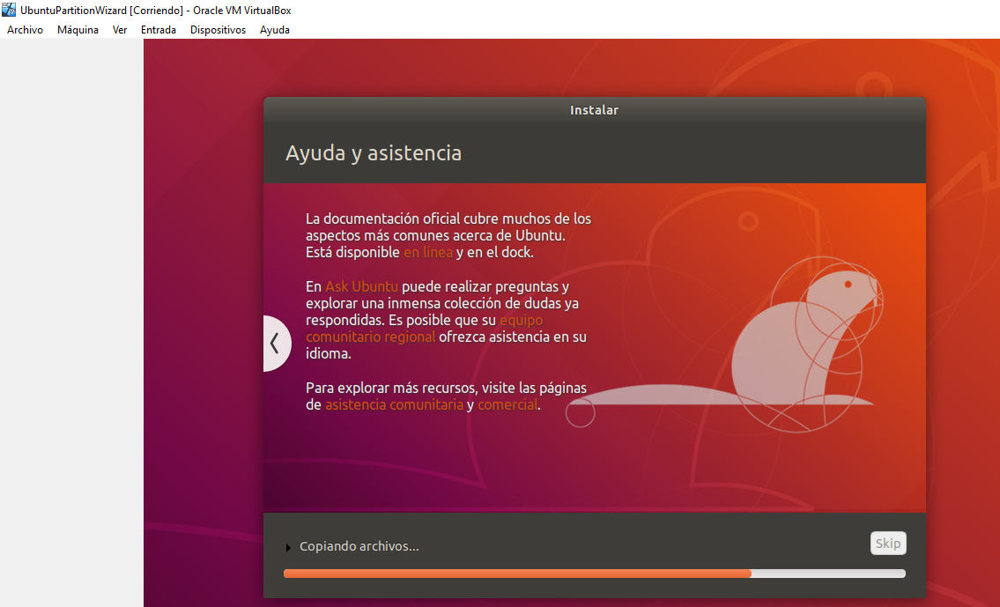 UbuntuPartitionWizard [Corriendo] - Oracle VM VirtualBox
Archivo Máquina Ver Entrada Dispositivos Ayuda
Instalar
Ayuda y asistencia
La documentación oficial cubre muchos de los
aspectos más comunes acerca de Ubuntu.
Está disponible en línea y en el dock.
En Ask Ubuntu puede realizar preguntas y
explorar una inmensa colección de dudas ya
respondidas. Es posible que su equipo
comunitario regional ofrezca asistencia en su
idioma.
Para explorar más recursos, visite las páginas
de asistencia comunitaria y comercial.
Copiando archivos...
Skip